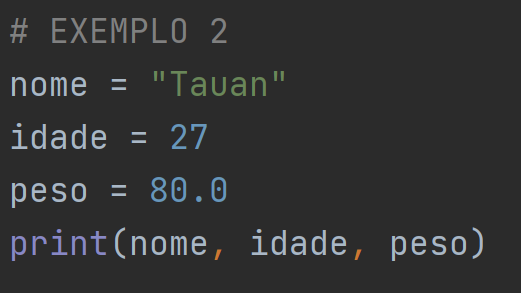 # EXEMPLO 2
nome = "Tauan"
idade = 27
peso = 80.0
print(nome, idade, peso)